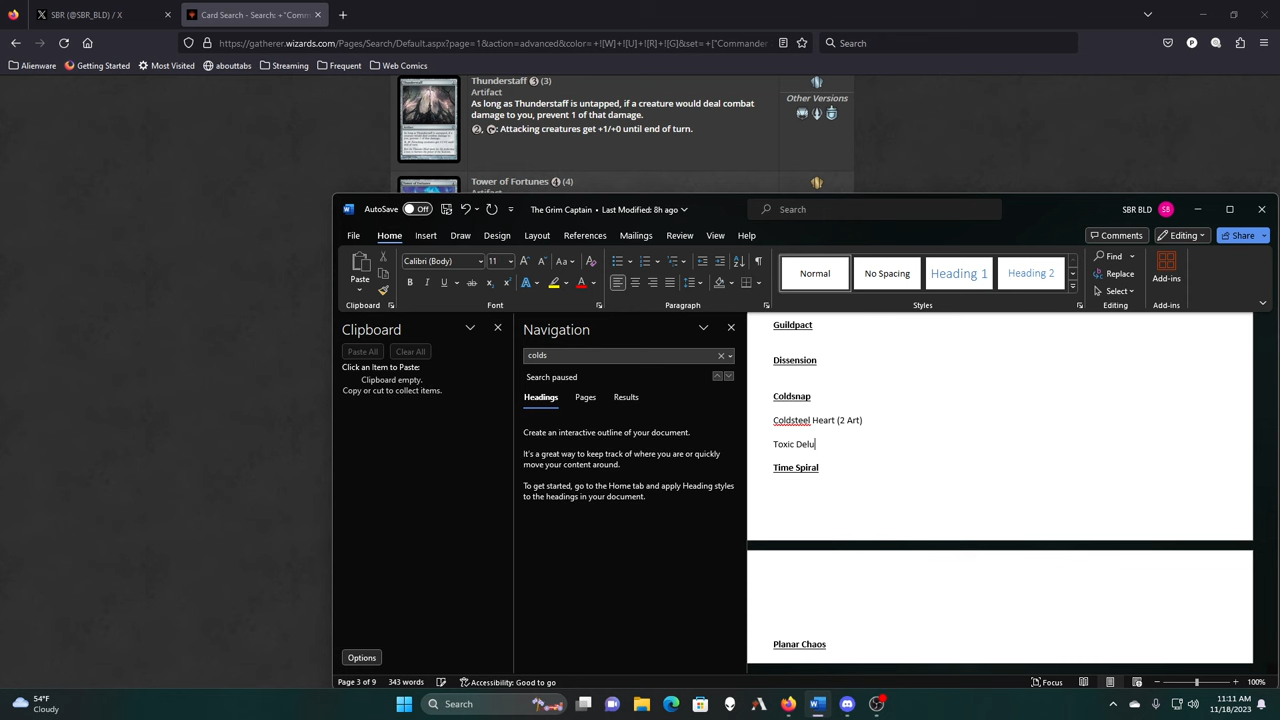 SBR (@SBR_BLD) / X
Card Search - Search: +"Comm
https://gatherer.wizards.com/Pages/Search/Default.aspx?page=1&action=advanced&color= +![W]+![U]+![R]+![G]&set= +["Commander
Search
Alienware
Getting Started
Most Visited
abouttabs
Streaming
Frequent
Web Comics
Thunderstaff (3)
Artifact
As long as Thunderstaff is untapped, if a creature would deal combat
damage to you, prevent 1 of that damage.
Attacking creatures get +1/+0 until end of turn.
Other Versions
Tower of Fortunes (4)
AutoSave Off
The Grim Captain • Last Modified: 8h ago
Search
SBR BLD SB
File Home Insert Draw Design Layout References Mailings Review View Help
Comments Editing Share
Paste
Calibri (Body) 11
Clipboard
Font
Paragraph
Normal
No Spacing
Heading 1
Heading 2
Styles
Find
Replace
Select
Editing
Add-ins
Add-ins
Clipboard
Paste All Clear All
Click an Item to Paste:
Clipboard empty.
Copy or cut to collect items.
Options
Navigation
colds
Search paused
Headings Pages Results
Create an interactive outline of your document.
It's a great way to keep track of where you are or quickly
move your content around.
To get started, go to the Home tab and apply Heading styles
to the headings in your document.
Guildpact
Dissension
Coldsnap
Coldsteel Heart (2 Art)
Toxic Delu
Time Spiral
Planar Chaos
Page 3 of 9 343 words Accessibility: Good to go
Focus 100%
54°F
Cloudy
Search
11:11 AM
11/18/2023